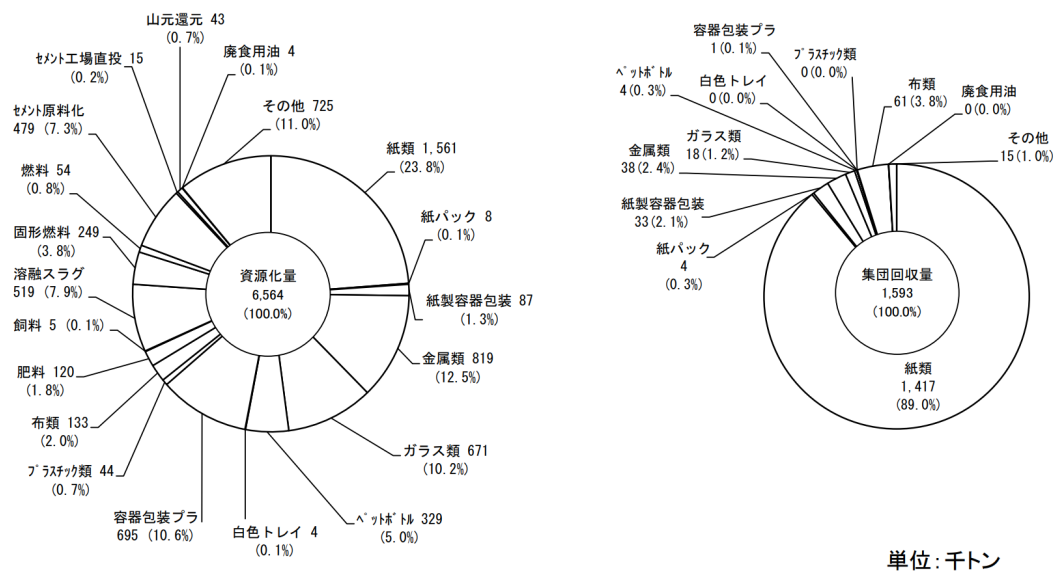 山元還元 43
(0.7%)
廃食用油 4
(0.1%)
ｾﾒﾝﾄ工場直投 15
(0.2%)
その他 725
(11.0%)
ｾﾒﾝﾄ原料化
479 (7.3%)
紙類 1,561
(23.8%)
燃料 54
(0.8%)
紙パック 8
(0.1%)
固形燃料 249
(3.8%)
資源化量
6,564
(100.0%)
溶融スラグ
519 (7.9%)
紙製容器包装 87
(1.3%)
飼料 5 (0.1%)
金属類 819
(12.5%)
肥料 120
(1.8%)
布類 133
(2.0%)
ガラス類 671
(10.2%)
ﾌﾟﾗｽﾁｯｸ類 44
(0.7%)
容器包装プラ
695 (10.6%)
白色トレイ 4
(0.1%)
ﾍﾟｯﾄﾎﾞﾄﾙ 329
(5.0%)
容器包装プラ
1(0.1%)
ﾌﾟﾗｽﾁｯｸ類
0(0.0%)
ﾍﾟｯﾄﾎﾞﾄﾙ
4(0.3%)
白色トレイ
0(0.0%)
布類
61(3.8%)
廃食用油
0(0.0%)
ガラス類
18(1.2%)
その他
15(1.0%)
金属類
38(2.4%)
紙製容器包装
33(2.1%)
紙パック
4
(0.3%)
集団回収量
1,593
(100.0%)
紙類
1,417
(89.0%)
単位：千トン